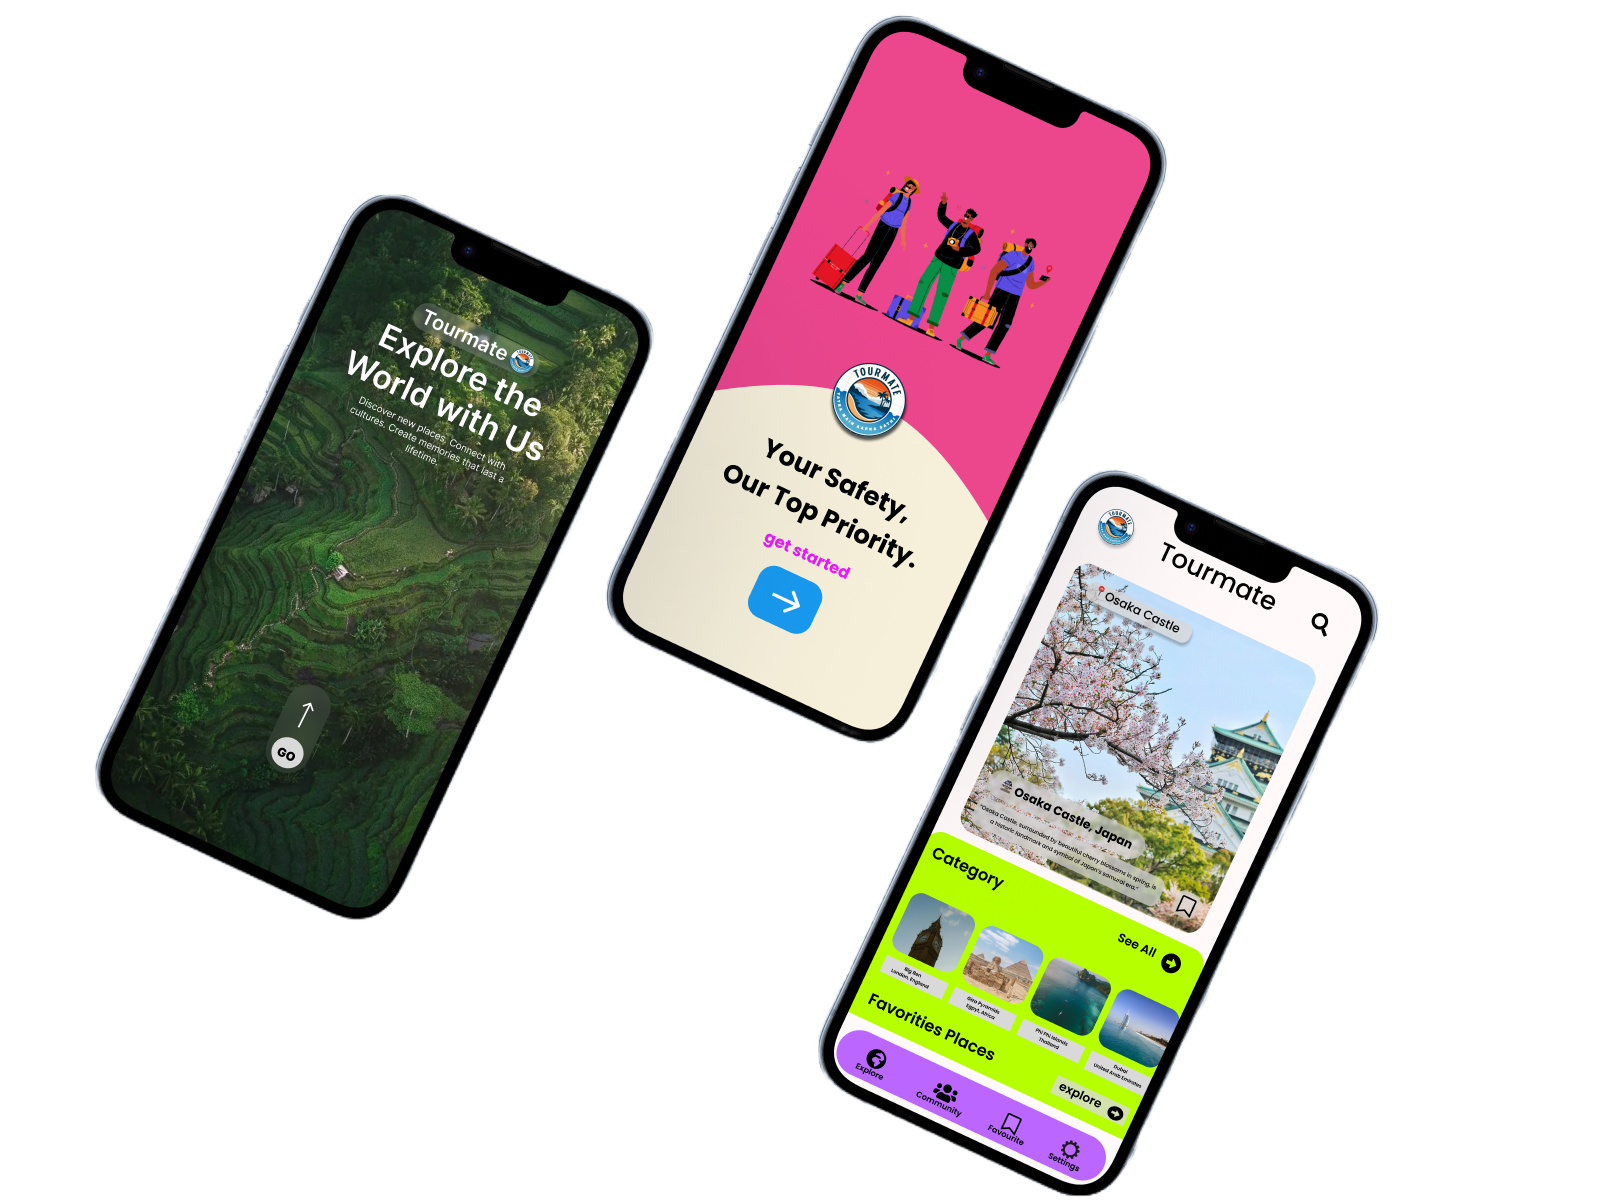 Tourmate
Explore the
World with Us
Discover new places. Connect with
cultures. Create memories that last a
lifetime.
GO
TOURMATE
Your Safety,
Our Top Priority.
get started
TOURMATE
Tourmate
Osaka Castle
Osaka Castle, Japan
"Osaka Castle, surrounded by beautiful cherry blossoms in spring, is
a historic landmark and symbol of Japan's samurai era."
Category
See All
Big Ben
London, England
Giza Pyramids
Egpyt, Africa
Phi Phi Islands
Thailand
Dubai
United Arab Emirates
Favorities Places
explore
Explore
Community
Favourite
Settings